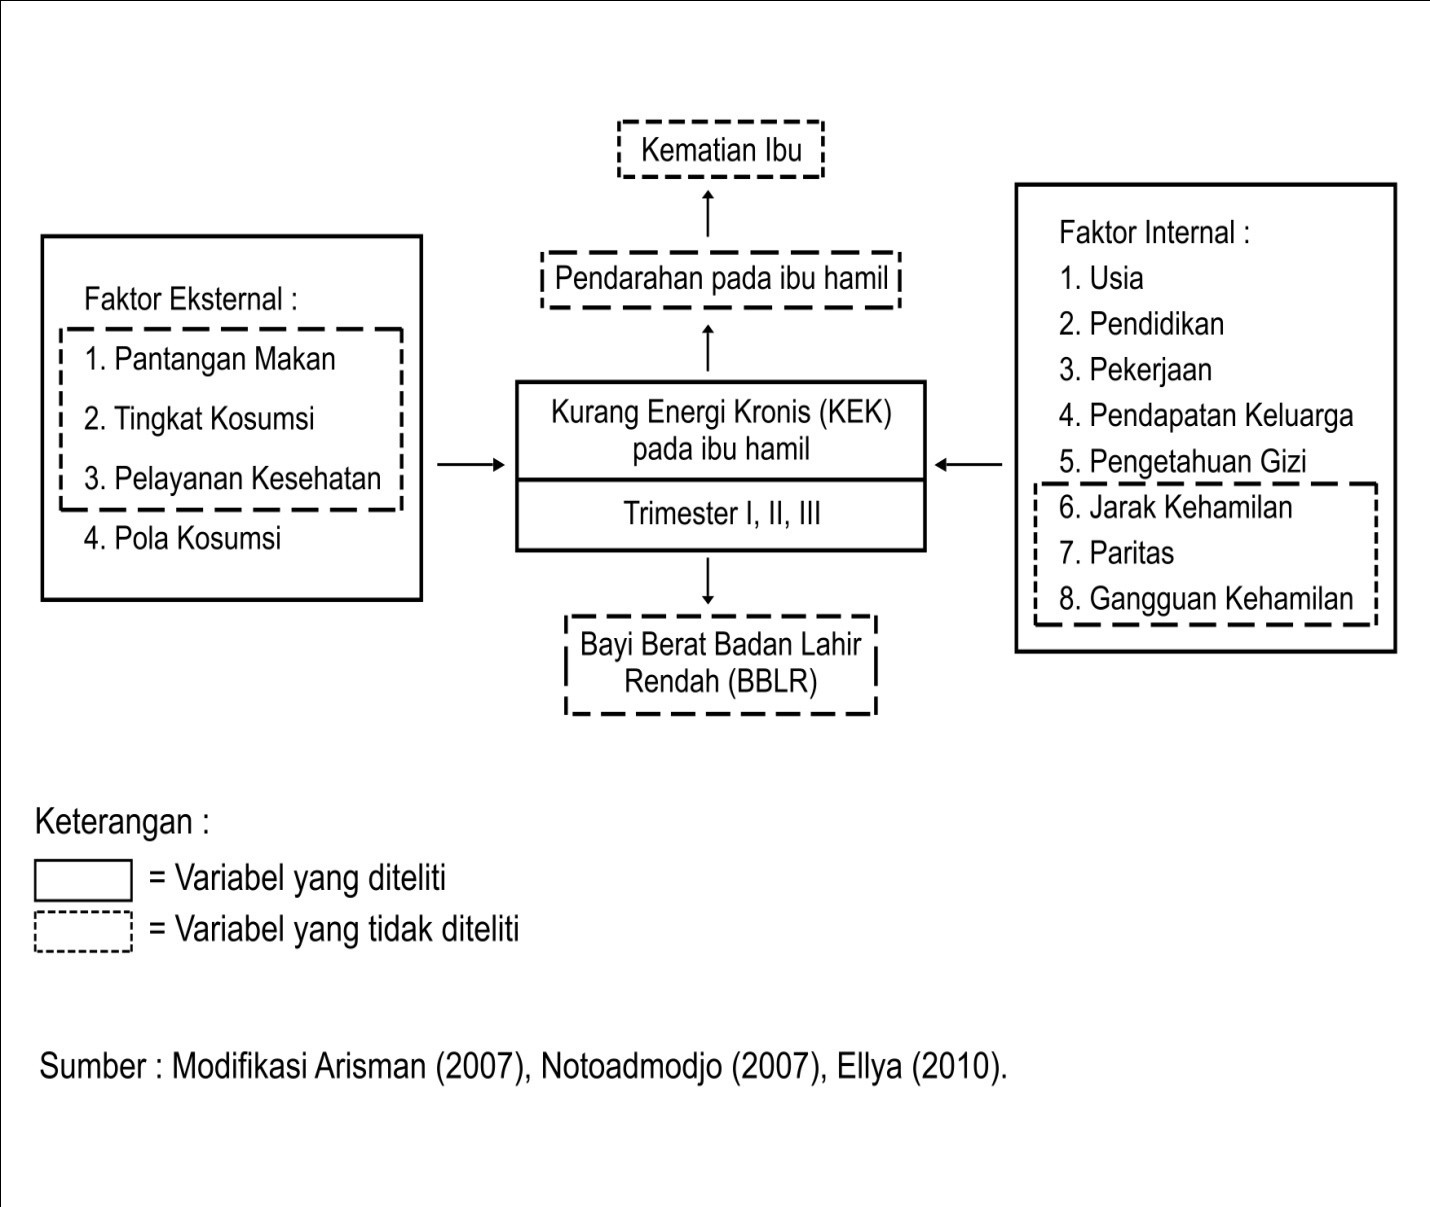 Kematian Ibu
Pendarahan pada ibu hamil
Faktor Eksternal :
1. Pantangan Makan
2. Tingkat Kosumsi
3. Pelayanan Kesehatan
4. Pola Kosumsi
Kurang Energi Kronis (KEK)
pada ibu hamil
Trimester I, II, III
Faktor Internal :
1. Usia
2. Pendidikan
3. Pekerjaan
4. Pendapatan Keluarga
5. Pengetahuan Gizi
6. Jarak Kehamilan
7. Paritas
8. Gangguan Kehamilan
Bayi Berat Badan Lahir
Rendah (BBLR)
Keterangan :
= Variabel yang diteliti
= Variabel yang tidak diteliti
Sumber : Modifikasi Arisman (2007), Notoadmodjo (2007), Ellya (2010).